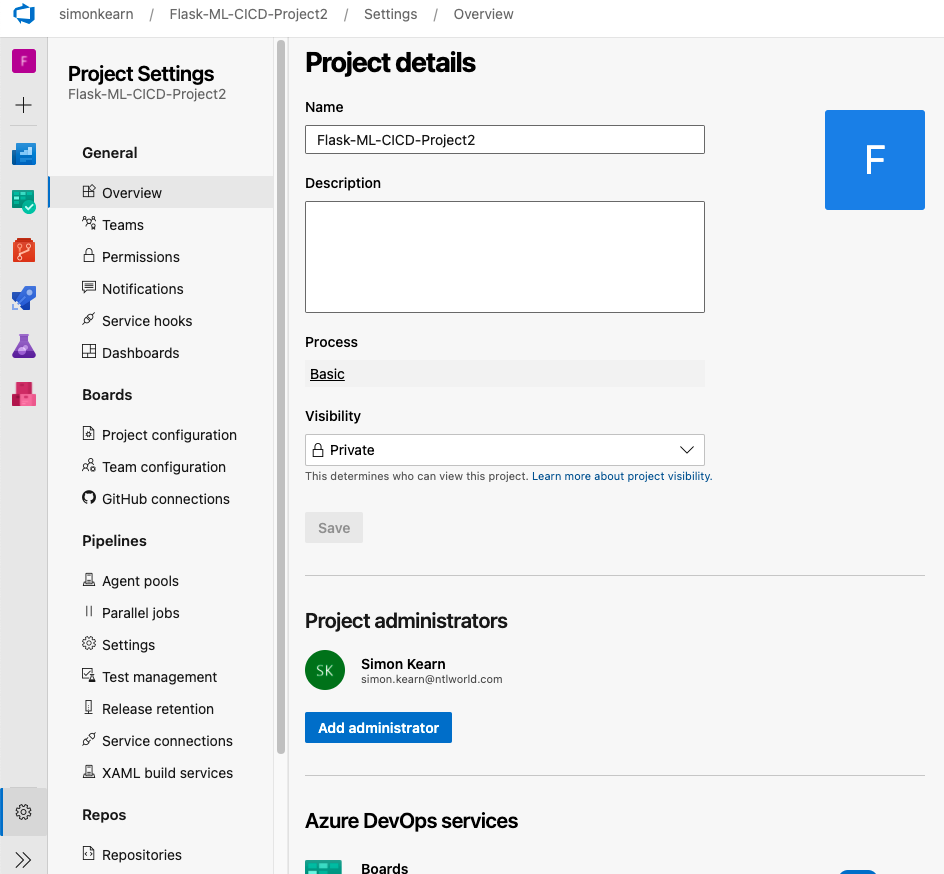 simonkearn / Flask-ML-CICD-Project2 / Settings / Overview
F
Project Settings
Flask-ML-CICD-Project2
General
Overview
Teams
Permissions
Notifications
Service hooks
Dashboards
Boards
Project configuration
Team configuration
GitHub connections
Pipelines
Agent pools
Parallel jobs
Settings
Test management
Release retention
Service connections
XAML build services
Repos
Repositories
Project details
Name
Flask-ML-CICD-Project2
F
Description
Process
Basic
Visibility
Private
This determines who can view this project. Learn more about project visibility.
Save
Project administrators
SK
Simon Kearn
simon.kearn@ntlworld.com
Add administrator
Azure DevOps services
Boards